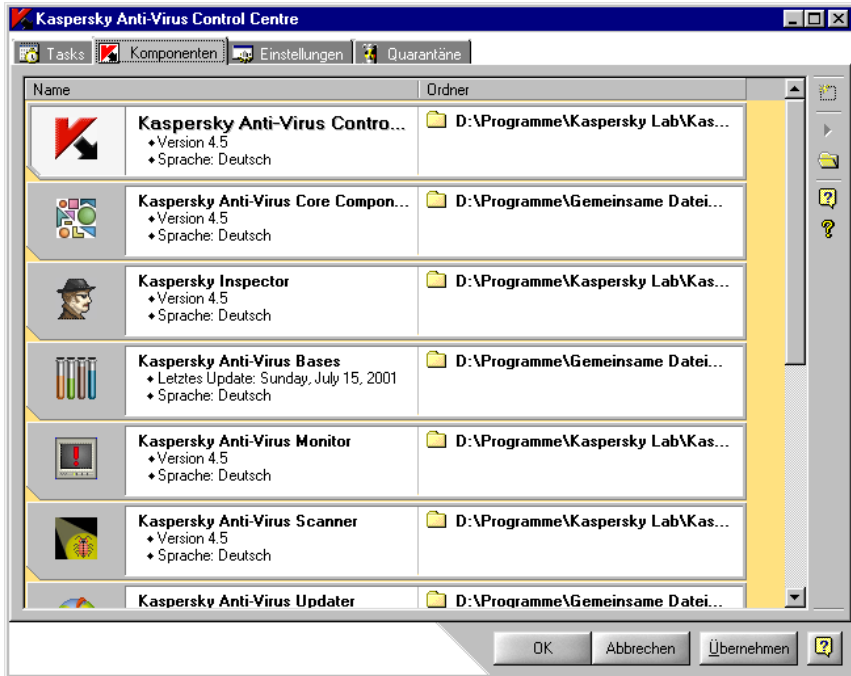 Kaspersky Anti-Virus Control Centre
Tasks Komponenten Einstellungen Quarantäne
Name Ordner
Kaspersky Anti-Virus Contro... D:\Programme\Kaspersky Lab\Kas...
Version 4.5
Sprache: Deutsch
Kaspersky Anti-Virus Core Compon... D:\Programme\Gemeinsame Datei...
Version 4.5
Sprache: Deutsch
Kaspersky Inspector D:\Programme\Kaspersky Lab\Kas...
Version 4.5
Sprache: Deutsch
Kaspersky Anti-Virus Bases D:\Programme\Gemeinsame Datei...
Letztes Update: Sunday, July 15, 2001
Sprache: Deutsch
Kaspersky Anti-Virus Monitor D:\Programme\Kaspersky Lab\Kas...
Version 4.5
Sprache: Deutsch
Kaspersky Anti-Virus Scanner D:\Programme\Kaspersky Lab\Kas...
Version 4.5
Sprache: Deutsch
Kaspersky Anti-Virus Updater D:\Programme\Gemeinsame Datei...
OK Abbrechen Übernehmen